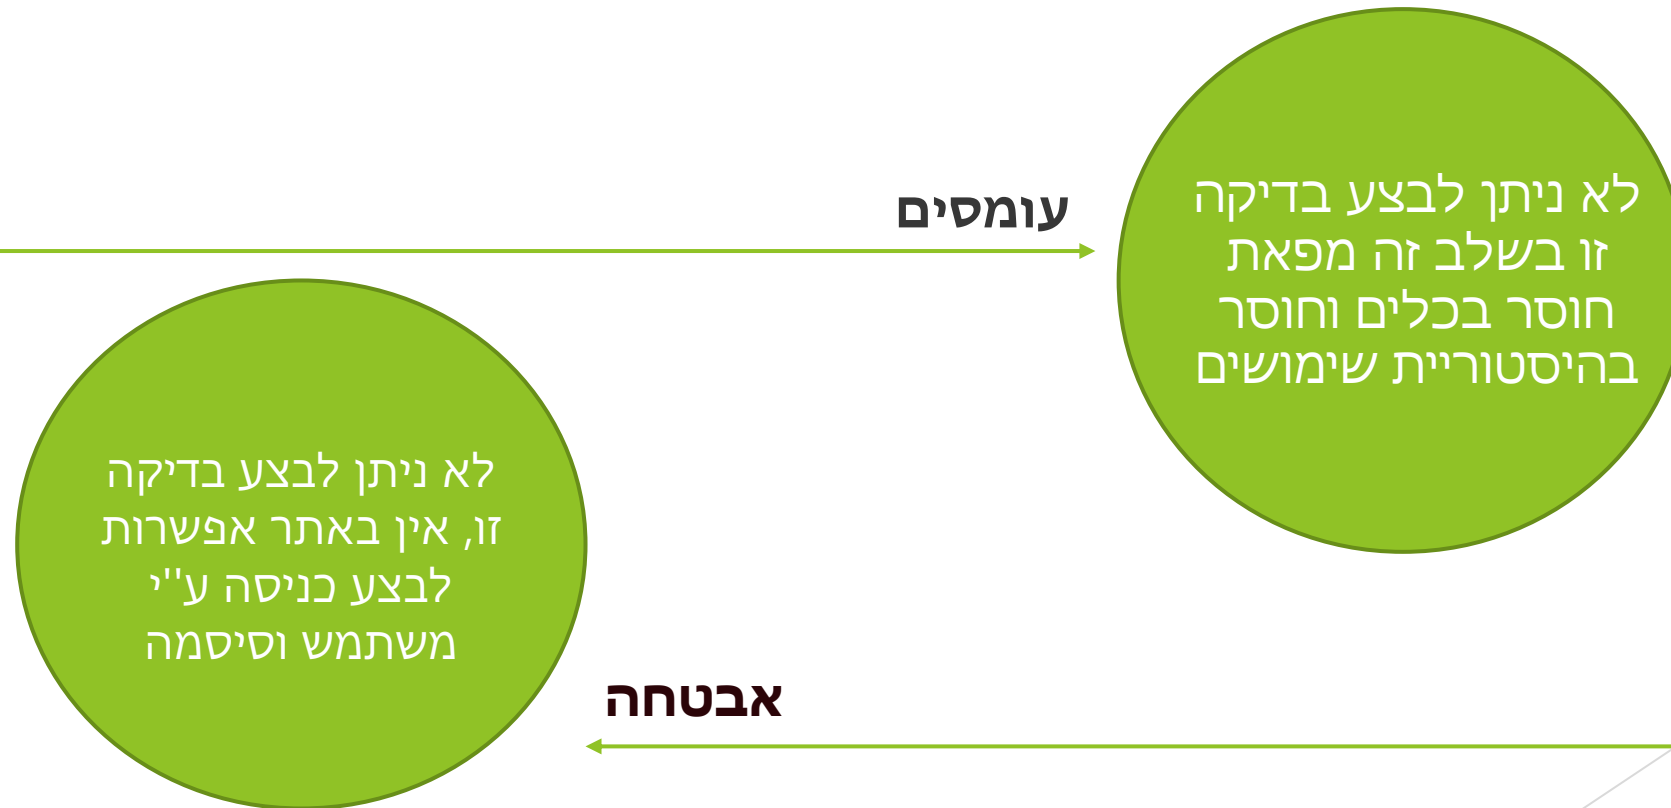 עומסים
לא ניתן לבצע בדיקה
זו בשלב זה מפאת
חוסר בכלים וחוסר
בהיסטוריית שימושים
לא ניתן לבצע בדיקה
זו, אין באתר אפשרות
לבצע כניסה ע''י
משתמש וסיסמה
אבטחה